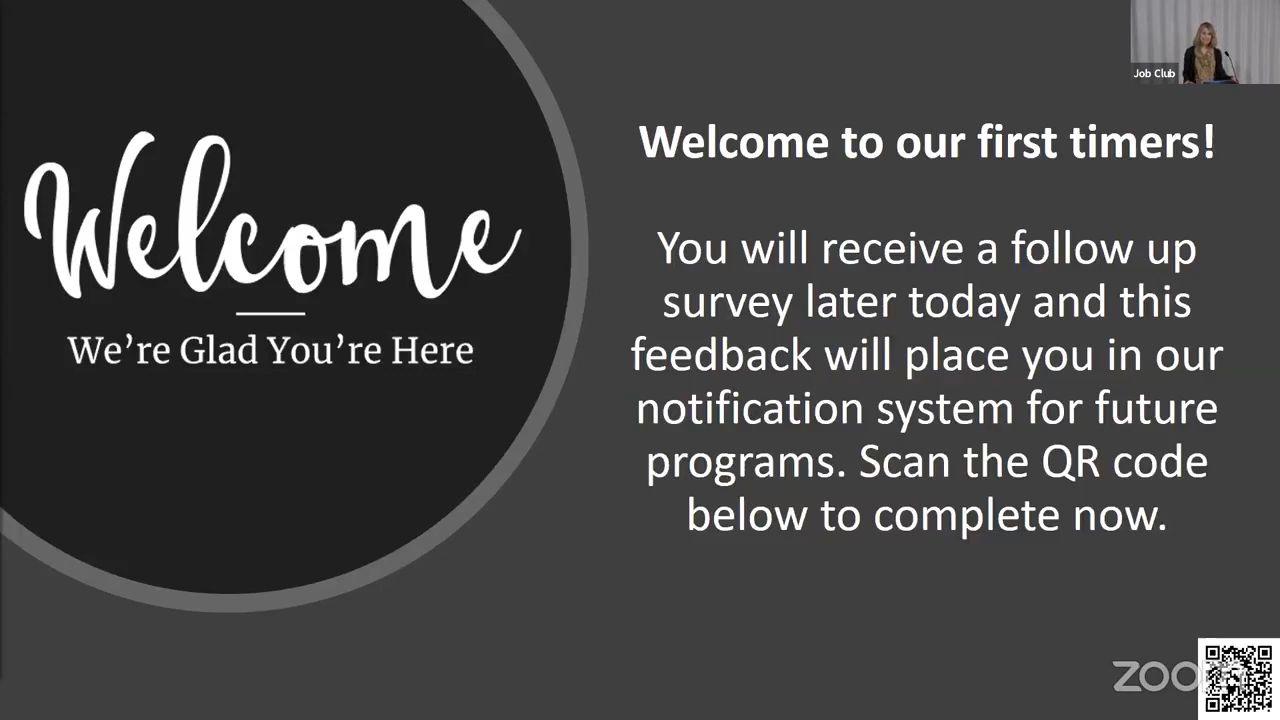 Job Club
Welcome
We're Glad You're Here
Welcome to our first timers!
You will receive a follow up
survey later today and this
feedback will place you in our
notification system for future
programs. Scan the QR code
below to complete now.
zoom